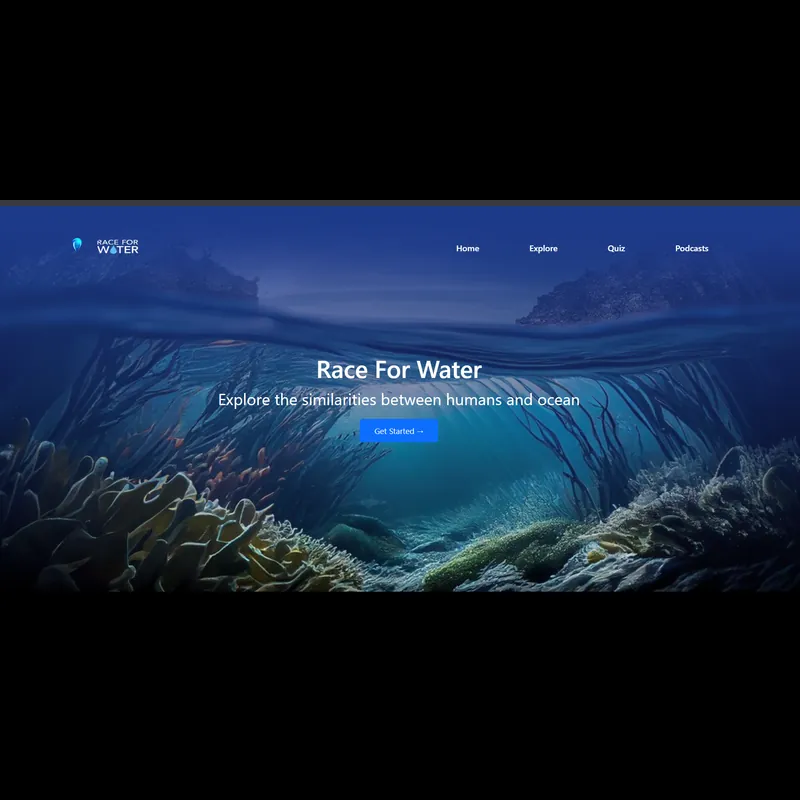 RACE FOR
WATER
Home Explore Quiz Podcasts
Race For Water
Explore the similarities between humans and ocean
Get Started →